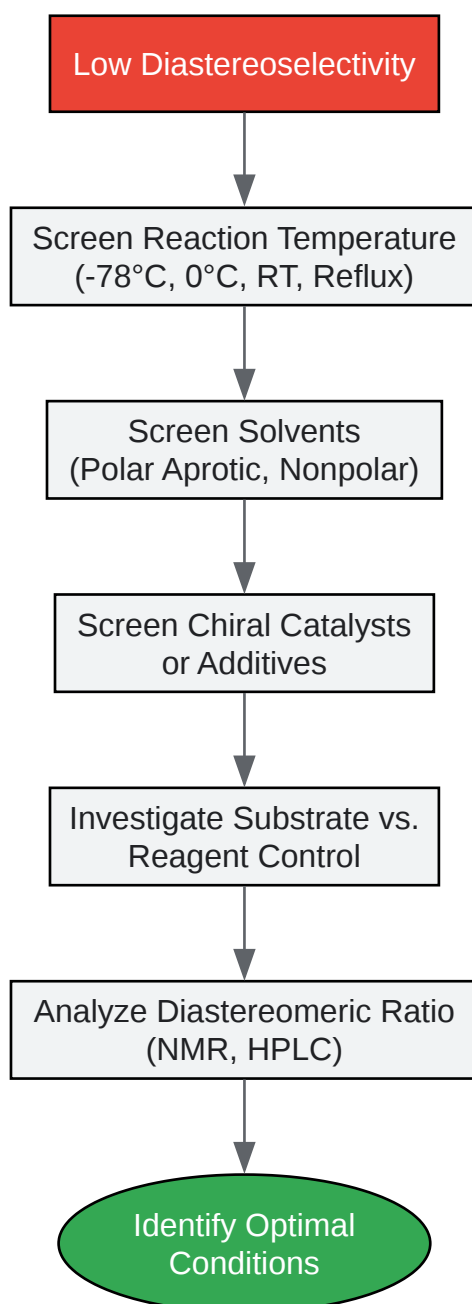 Low Diastereoselectivity
Screen Reaction Temperature
(-78°C, 0°C, RT, Reflux)
Screen Solvents
(Polar Aprotic, Nonpolar)
Screen Chiral Catalysts
or Additives
Investigate Substrate vs.
Reagent Control
Analyze Diastereomeric Ratio
(NMR, HPLC)
Identify Optimal
Conditions